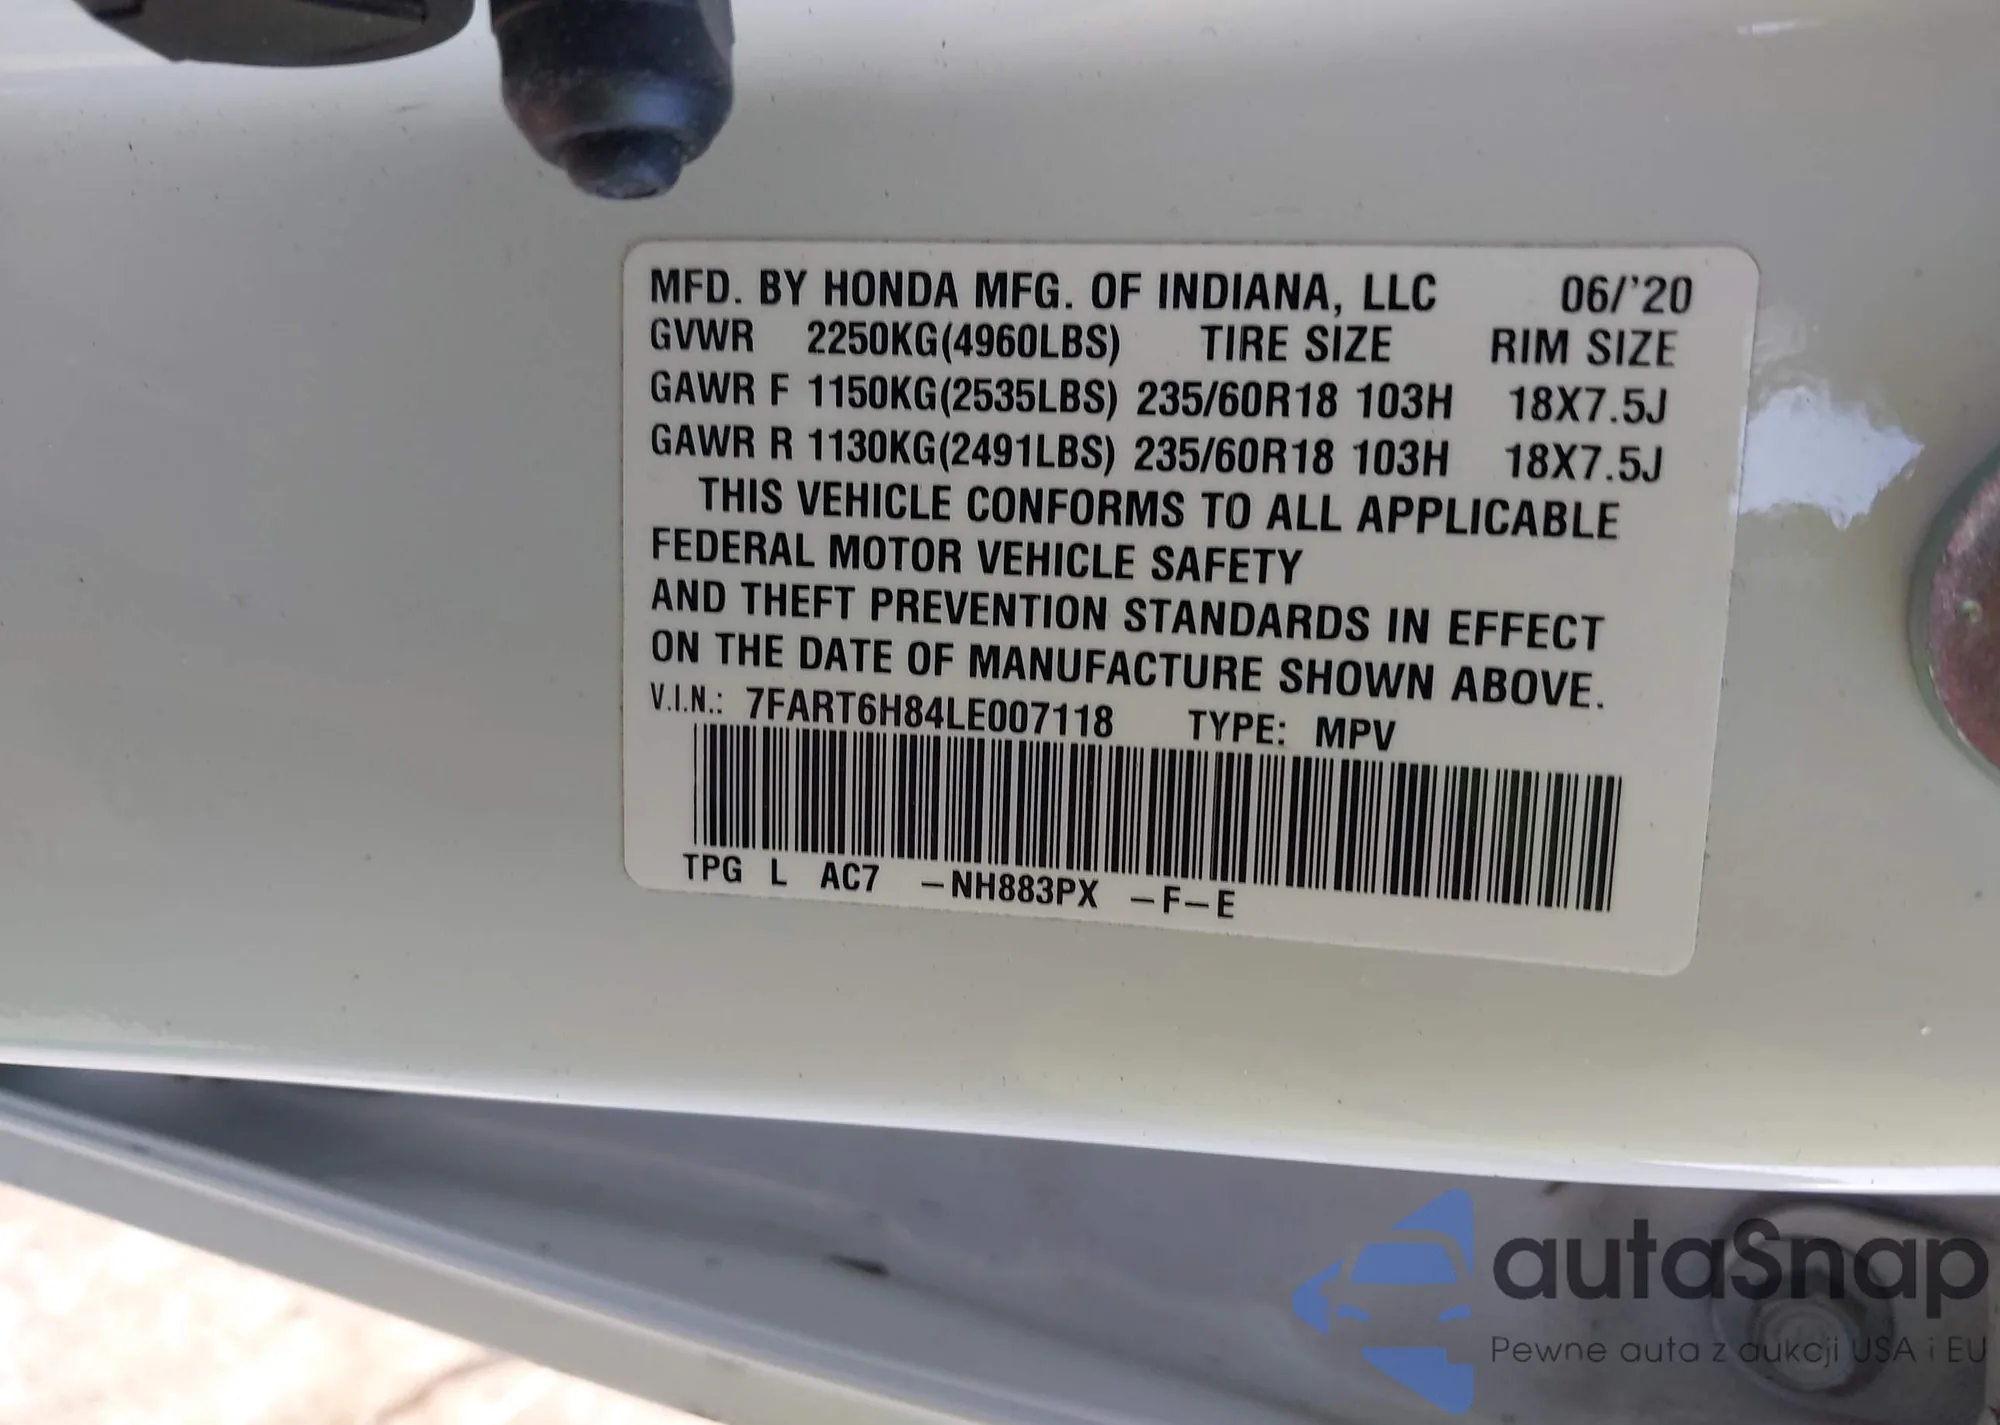 MFD. BY HONDA MFG. OF INDIANA, LLC 06/'20
GVWR 2250KG(4960LBS) TIRE SIZE RIM SIZE
GAWR F 1150KG(2535LBS) 235/60R18 103H 18X7.5J
GAWR R 1130KG(2491LBS) 235/60R18 103H 18X7.5J
THIS VEHICLE CONFORMS TO ALL APPLICABLE
FEDERAL MOTOR VEHICLE SAFETY
AND THEFT PREVENTION STANDARDS IN EFFECT
ON THE DATE OF MANUFACTURE SHOWN ABOVE.
V.I.N.: 7FART6H84LE007118 TYPE: MPV
TPG L AC7 -NH883PX -F-E
autaSnap
Pewne auta z aukcji USA i EU